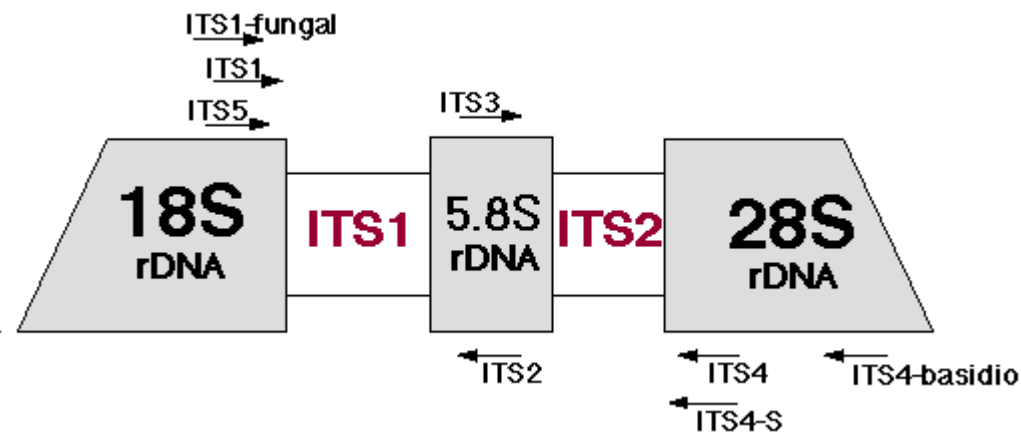 ITS1-fungal
ITS1
ITS5
ITS3
18S
rDNA
ITS1
5.8S
rDNA
ITS2
28S
rDNA
ITS2
ITS4
ITS4-basidio
ITS4-S